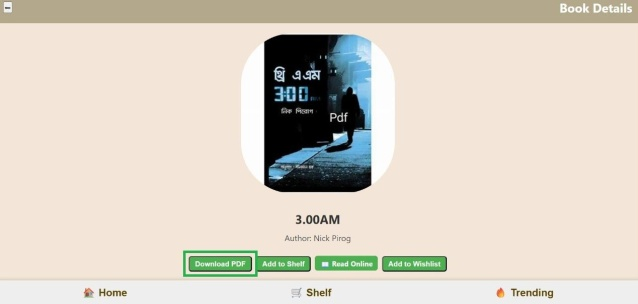 Book Details
থ্রি এ এম
3:00
নিক পিরোগ
Pdf
3.00AM
Author: Nick Pirog
Download PDF
Add to Shelf
Read Online
Add to Wishlist
Home
Shelf
Trending